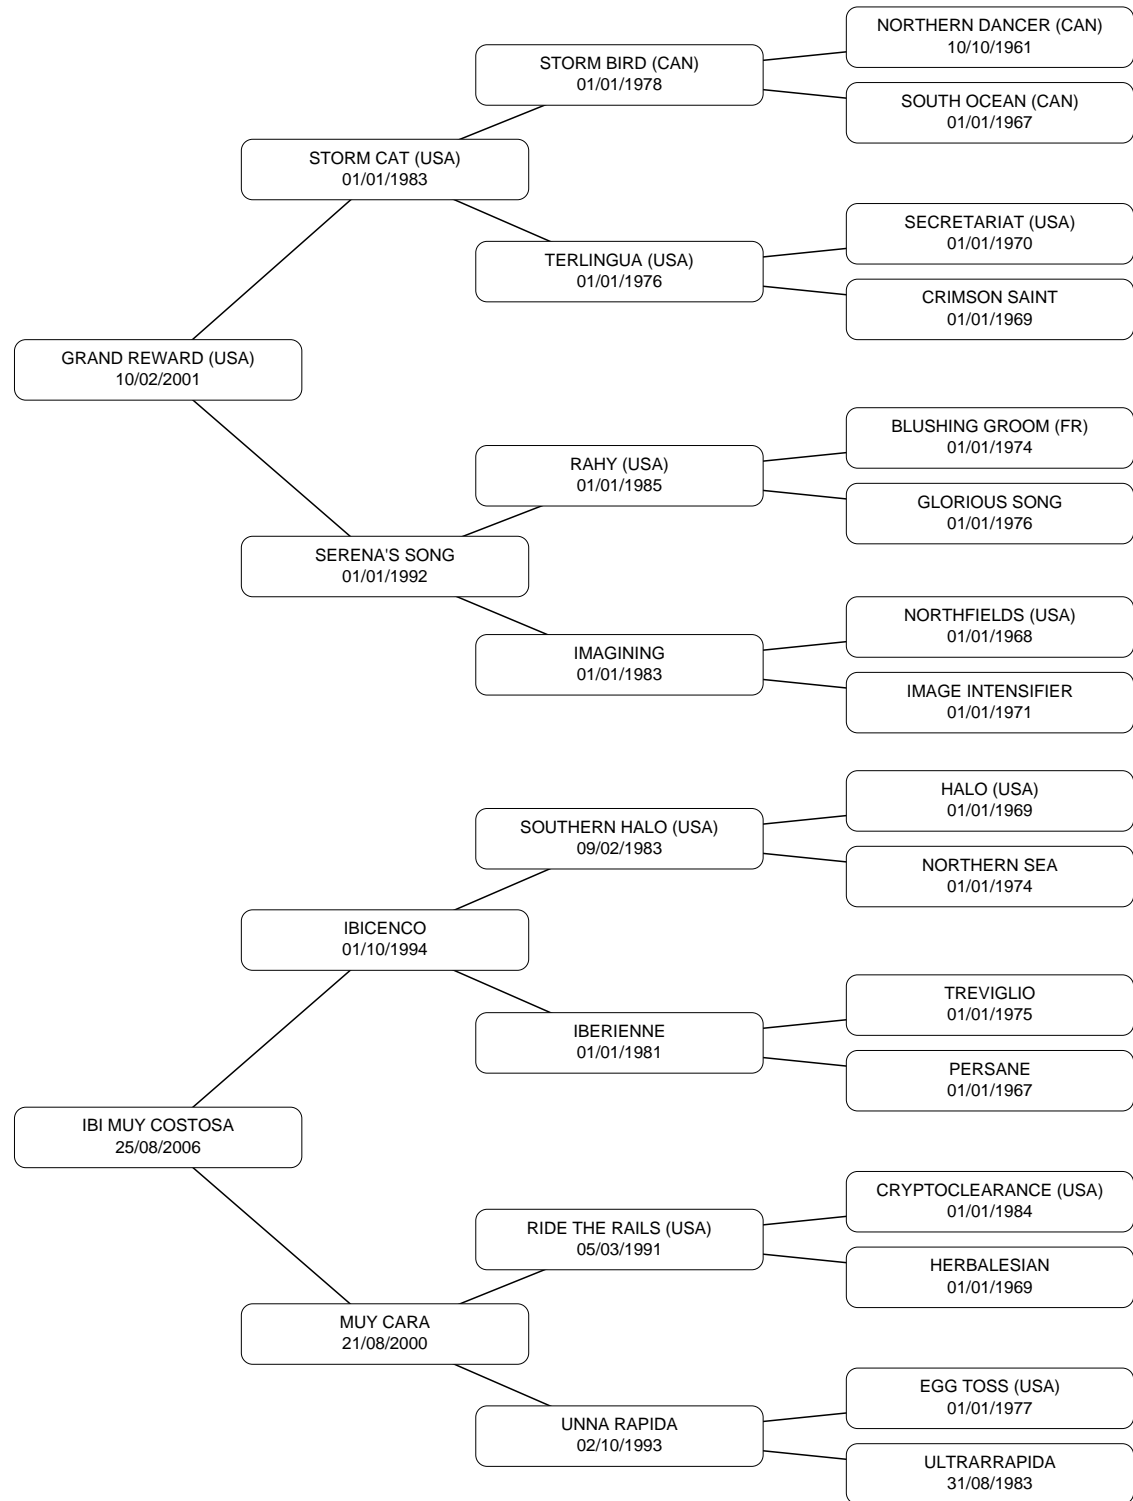 NORTHERN DANCER (CAN)
10/10/1961
STORM BIRD (CAN)
01/01/1978
SOUTH OCEAN (CAN)
01/01/1967
STORM CAT (USA)
01/01/1983
SECRETARIAT (USA)
01/01/1970
TERLINGUA (USA)
01/01/1976
CRIMSON SAINT
01/01/1969
GRAND REWARD (USA)
10/02/2001
BLUSHING GROOM (FR)
01/01/1974
RAHY (USA)
01/01/1985
GLORIOUS SONG
01/01/1976
SERENA'S SONG
01/01/1992
NORTHFIELDS (USA)
01/01/1968
IMAGINING
01/01/1983
IMAGE INTENSIFIER
01/01/1971
HALO (USA)
01/01/1969
SOUTHERN HALO (USA)
09/02/1983
NORTHERN SEA
01/01/1974
IBICENCO
01/10/1994
TREVIGLIO
01/01/1975
IBERIENNE
01/01/1981
PERSANE
01/01/1967
IBI MUY COSTOSA
25/08/2006
CRYPTOCLEARANCE (USA)
01/01/1984
RIDE THE RAILS (USA)
05/03/1991
HERBALESIAN
01/01/1969
MUY CARA
21/08/2000
EGG TOSS (USA)
01/01/1977
UNNA RAPIDA
02/10/1993
ULTRARRAPIDA
31/08/1983